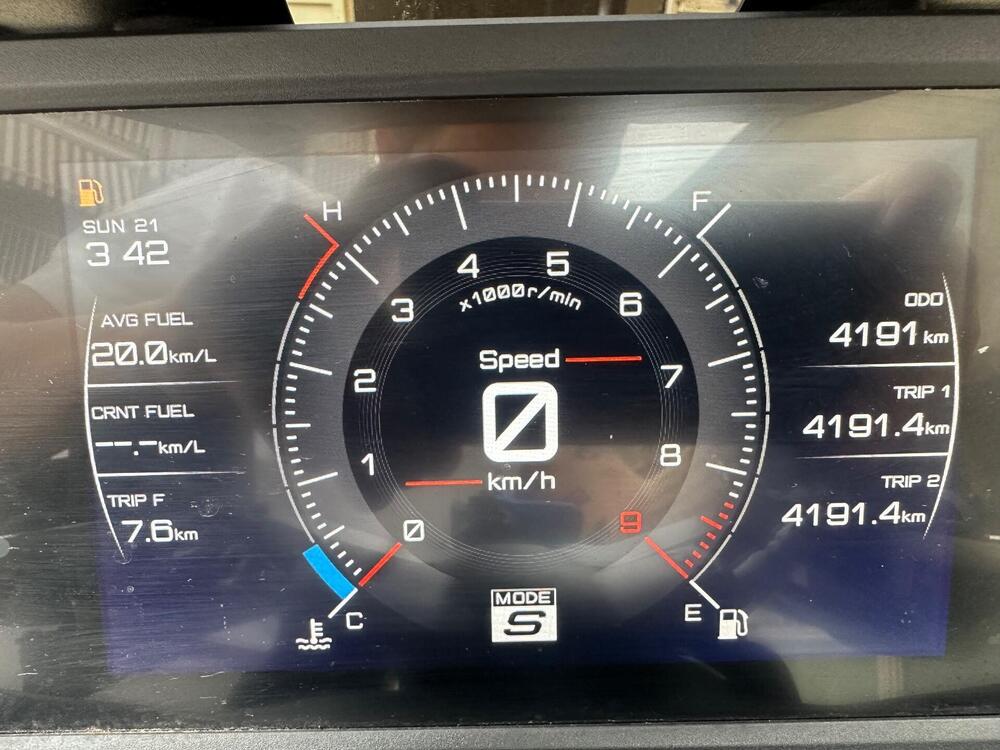 SUN 21
3 42
AVG FUEL
20.0km/L
CRNT FUEL
--.-km/L
TRIP F
7.6km
H
F
4
5
x1000r/min
3
6
Speed
2
7
0
1
8
km/h
0
9
C
E
MODE
S
ODO
4191 km
TRIP 1
4191.4km
TRIP 2
4191.4km